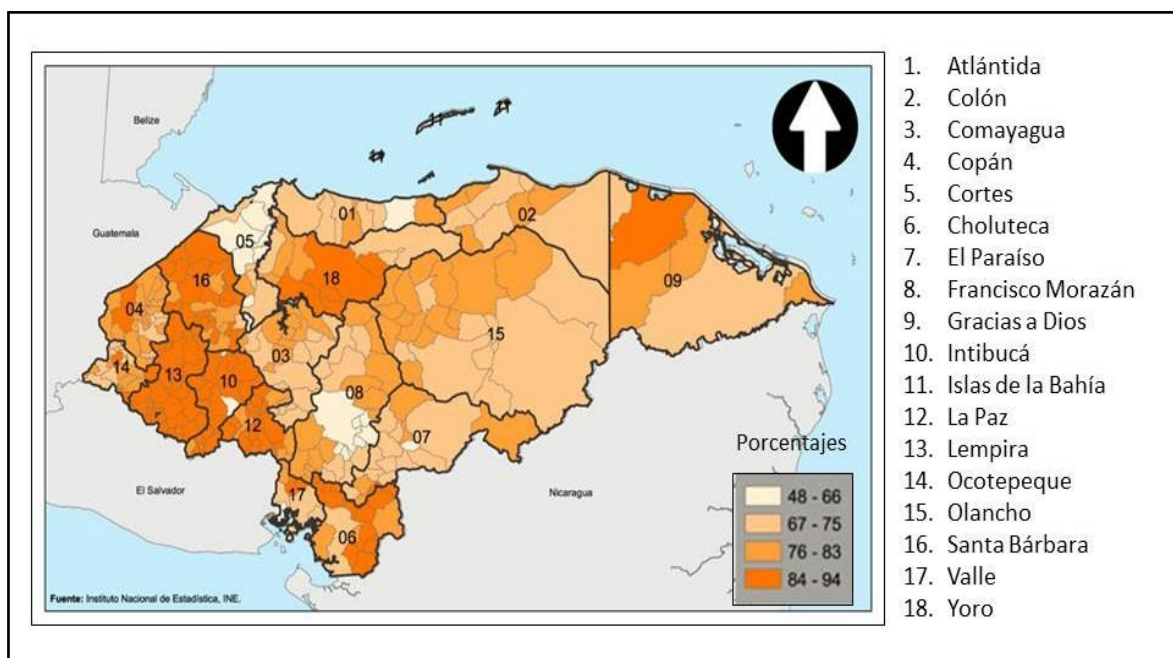 Belize
Guatemala
El Salvador
Nicaragua
01
02
03
04
05
06
07
08
09
10
11
11
11
12
13
14
15
16
17
18
Porcentajes
48 - 66
67 - 75
76 - 83
84 - 94
Fuente: Instituto Nacional de Estadística, INE.
1. Atlántida
2. Colón
3. Comayagua
4. Copán
5. Cortes
6. Choluteca
7. El Paraíso
8. Francisco Morazán
9. Gracias a Dios
10. Intibucá
11. Islas de la Bahía
12. La Paz
13. Lempira
14. Ocotepeque
15. Olancho
16. Santa Bárbara
17. Valle
18. Yoro